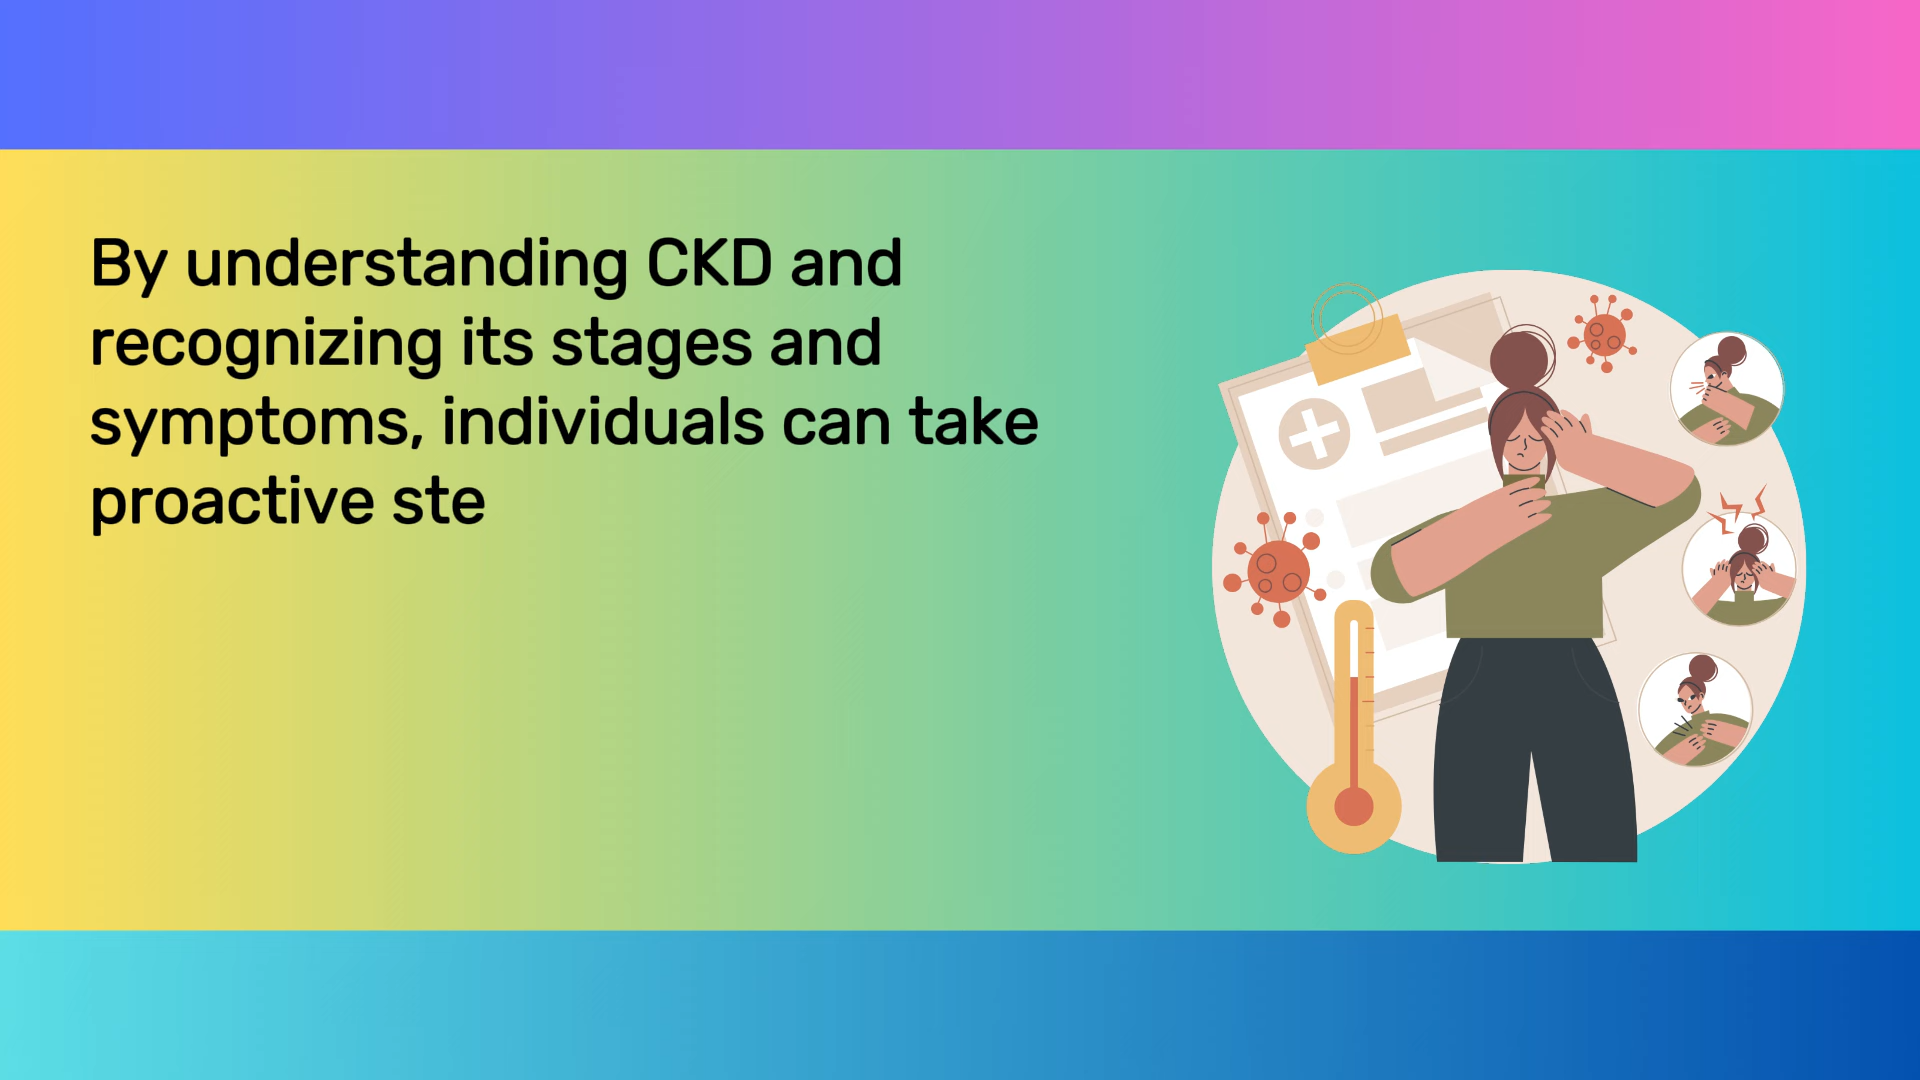 By understanding CKD and
recognizing its stages and
symptoms, individuals can take
proactive ste